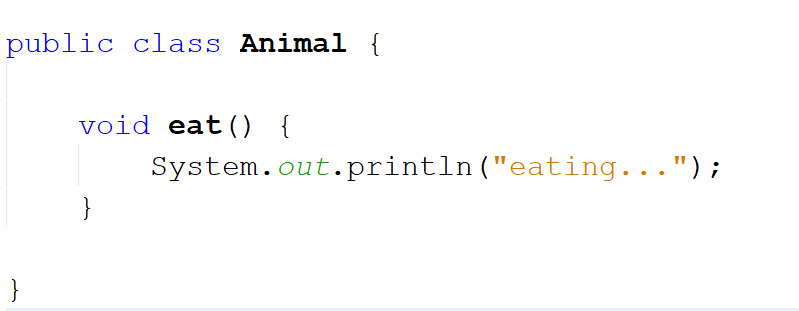 public class Animal {
void eat() {
System.out.println("eating...");
}
}